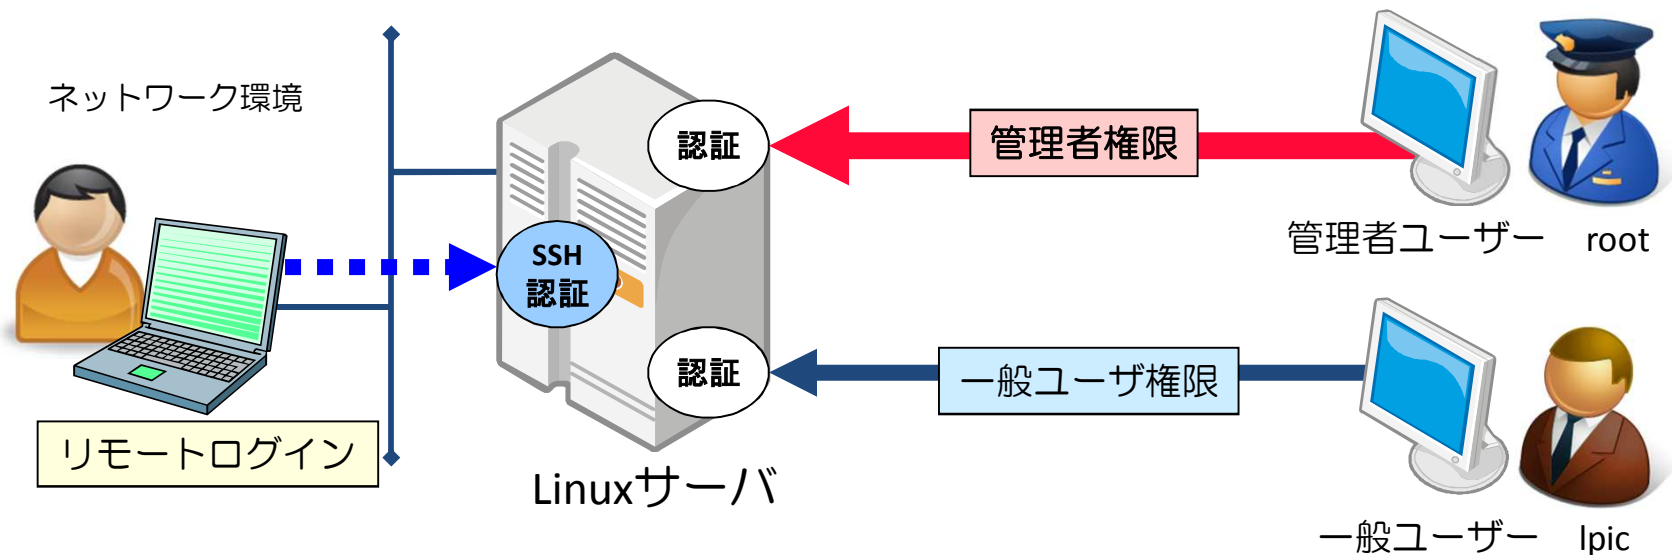 ネットワーク環境
認証
管理者権限
管理者ユーザー root
SSH
認証
認証
一般ユーザ権限
リモートログイン
Linuxサーバ
一般ユーザー lpic